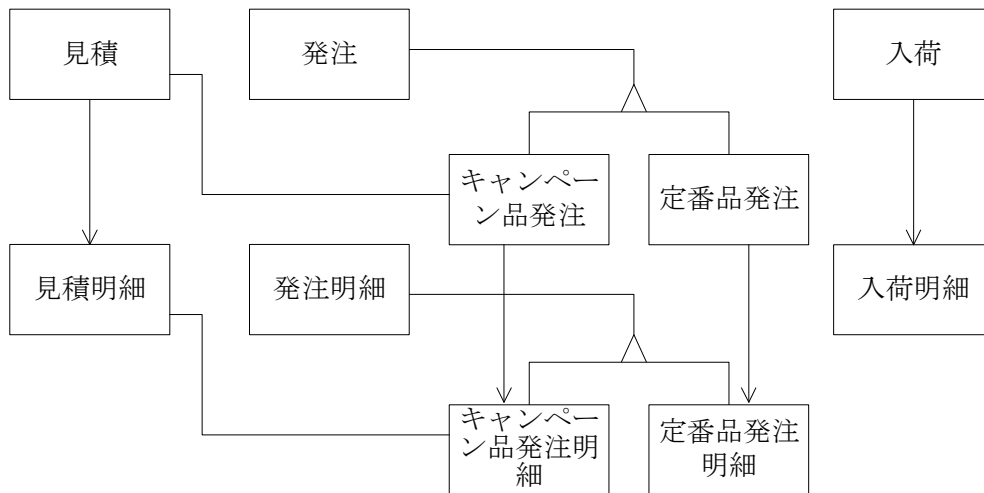 見積
発注
入荷
キャンペー
ン品発注
定番品発注
見積明細
発注明細
入荷明細
キャンペー
ン品発注明
細
定番品発注
明細